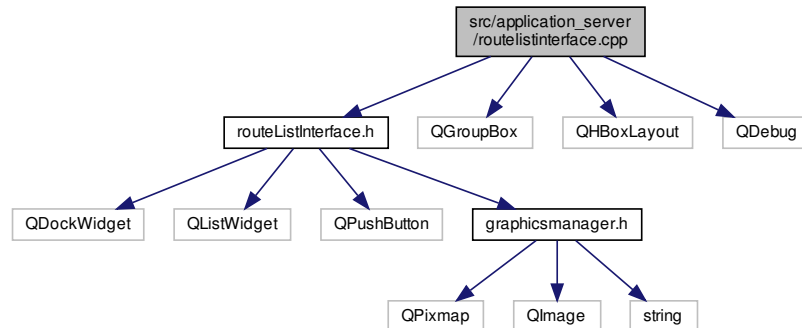 src/application_server
/routelistinterface.cpp
routeListInterface.h
QGroupBox
QHBoxLayout
QDebug
QDockWidget
QListWidget
QPushButton
graphicsmanager.h
QPixmap
QImage
string